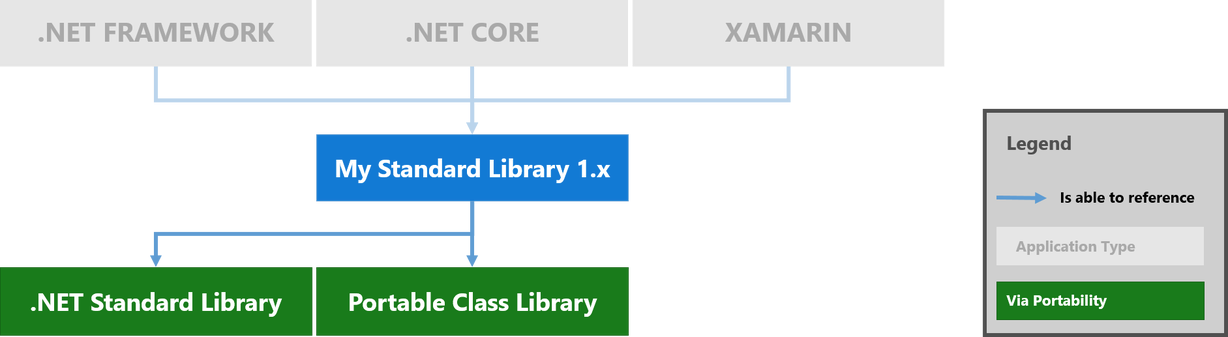 .NET FRAMEWORK
.NET CORE
XAMARIN
My Standard Library 1.x
.NET Standard Library
Portable Class Library
Legend
Is able to reference
Application Type
Via Portability